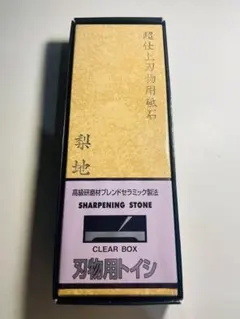 超仕上刃物用砥石
梨地
高級研磨材ブレンドセラミック製法
SHARPENING STONE
CLEAR BOX
刃物用トイシ